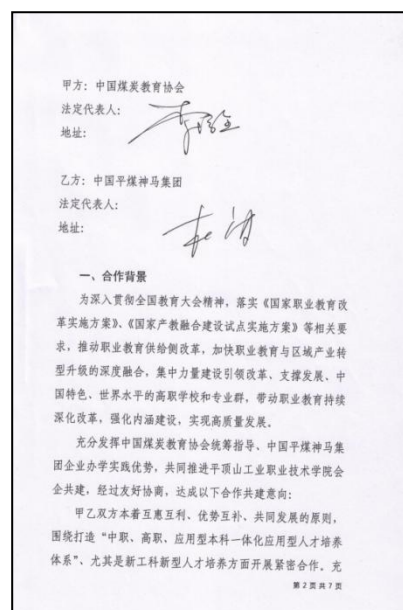 甲方：中国煤炭教育协会
法定代表人：
地址：
乙方：中国平煤神马集团
法定代表人：
地址：
一、合作背景
为深入贯彻全国教育大会精神，落实《国家职业教育改
革实施方案》、《国家产教融合建设试点实施方案》等相关要
求，推动职业教育供给侧改革，加快职业教育与区域产业转
型升级的深度融合，集中力量建设引领改革、支撑发展、中
国特色、世界水平的高职学校和专业群，带动职业教育持续
深化改革，强化内涵建设，实现高质量发展。
充分发挥中国煤炭教育协会统筹指导、中国平煤神马集
团企业办学实践优势，共同推进平顶山工业职业技术学院会
企共建，经过友好协商，达成以下合作共建意向：
甲乙双方本着互惠互利、优势互补、共同发展的原则，
围绕打造“中职、高职、应用型本科一体化应用型人才培养
体系”、尤其是新工科新型人才培养方面开展紧密合作。充
第2页共7页